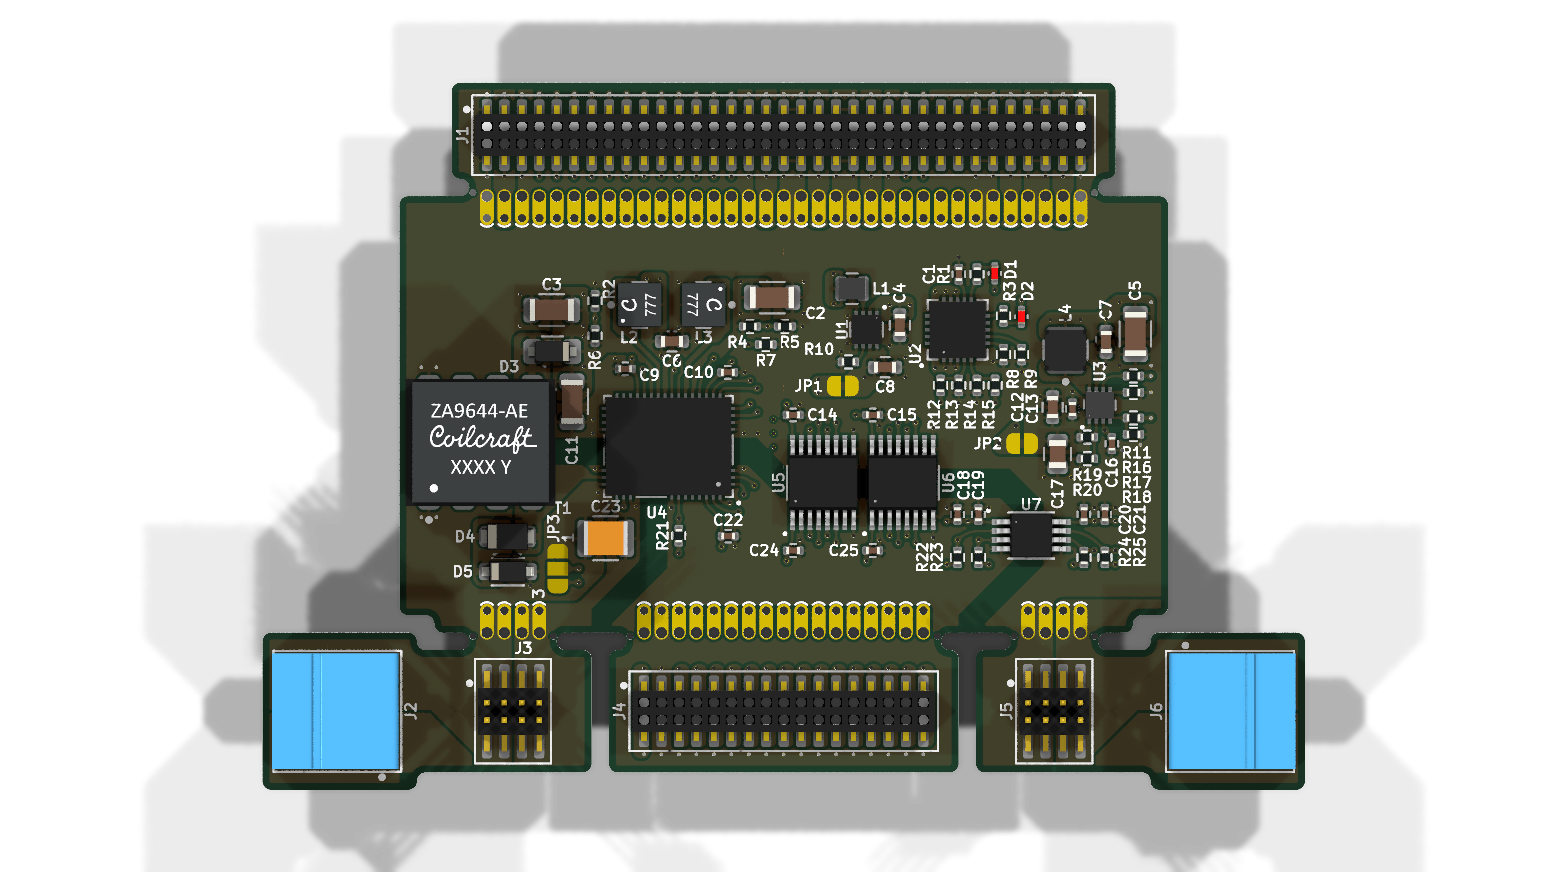 J1
C3
R2
C
777
777
C
L2
L3
C2
R4
R5
R7
R6
C6
C9
C10
D3
L1
C4
U1
R10
JP1
C8
U2
C1
R1
D1
R3
D2
R8
R9
L4
C7
C5
U3
R12
R13
R14
R15
C12
C13
JP2
ZA9644-AE
Coilcraft
XXXX Y
C11
C14
C15
U5
U6
C18
C19
C17
R19
R20
C16
R11
R16
R17
R18
T1
C23
U4
R21
C22
C24
C25
U7
R22
R23
C20
C21
R24
R25
D4
D5
JP3
1
3
J3
J2
J4
J5
J6